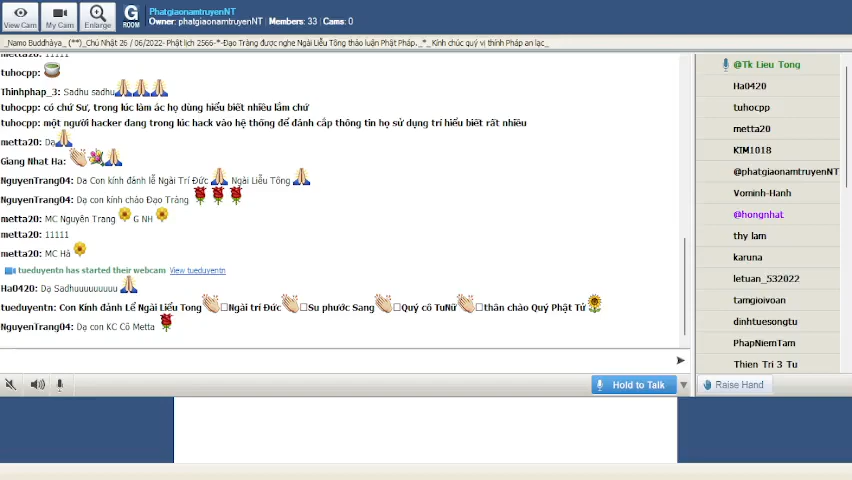 View Cam
My Cam
Enlarge
G ROOM
PhatgiaonamtruyenNT
Owner: phatgiaonamtruyenNT | Members: 33 | Cams: 0
_Namo Buddhàya_ (**)_Chủ Nhật 26 / 06/2022- Phật lịch 2566-*-Đạo Tràng được nghe Ngài Liễu Tông thảo luận Phật Pháp._*_ Kính chúc quý vị thính Pháp an lạc_
metta20: 11111
tuhocpp:
Thinhphap_3: Sadhu sadhu
tuhocpp: có chứ Sư, trong lúc làm ác họ dùng hiểu biết nhiều lắm chứ
tuhocpp: một người hacker đang trong lúc hack vào hệ thống để đánh cắp thông tin họ sử dụng trí hiểu biết rất nhiều
metta20: Dạ
Giang Nhat Ha:
NguyenTrang04: Dạ Con kính đảnh lễ Ngài Trí Đức Ngài Liễu Tông
NguyenTrang04: Dạ con kính chào Đạo Tràng
metta20: MC Nguyên Trang G NH
metta20: 11111
metta20: MC Hà
tueduyentn has started their webcam View tueduyentn
Ha0420: Dạ Sadhuuuuuuuuu
tueduyentn: Con Kính đảnh Lể Ngài Liểu Tong Ngài trí Đức Su phước Sang Quý cô TuNữ thân chào Quý Phật Tử
NguyenTrang04: Dạ con KC Cô Metta
Hold to Talk
@Tk Lieu Tong
Ha0420
tuhocpp
metta20
KIM1018
@phatgiaonamtruyenNT
Vominh-Hanh
@hongnhat
thy lam
karuna
letuan_532022
tamgioivoan
dinhtuesongtu
PhapNiemTam
Thien Tri 3 Tu
Raise Hand